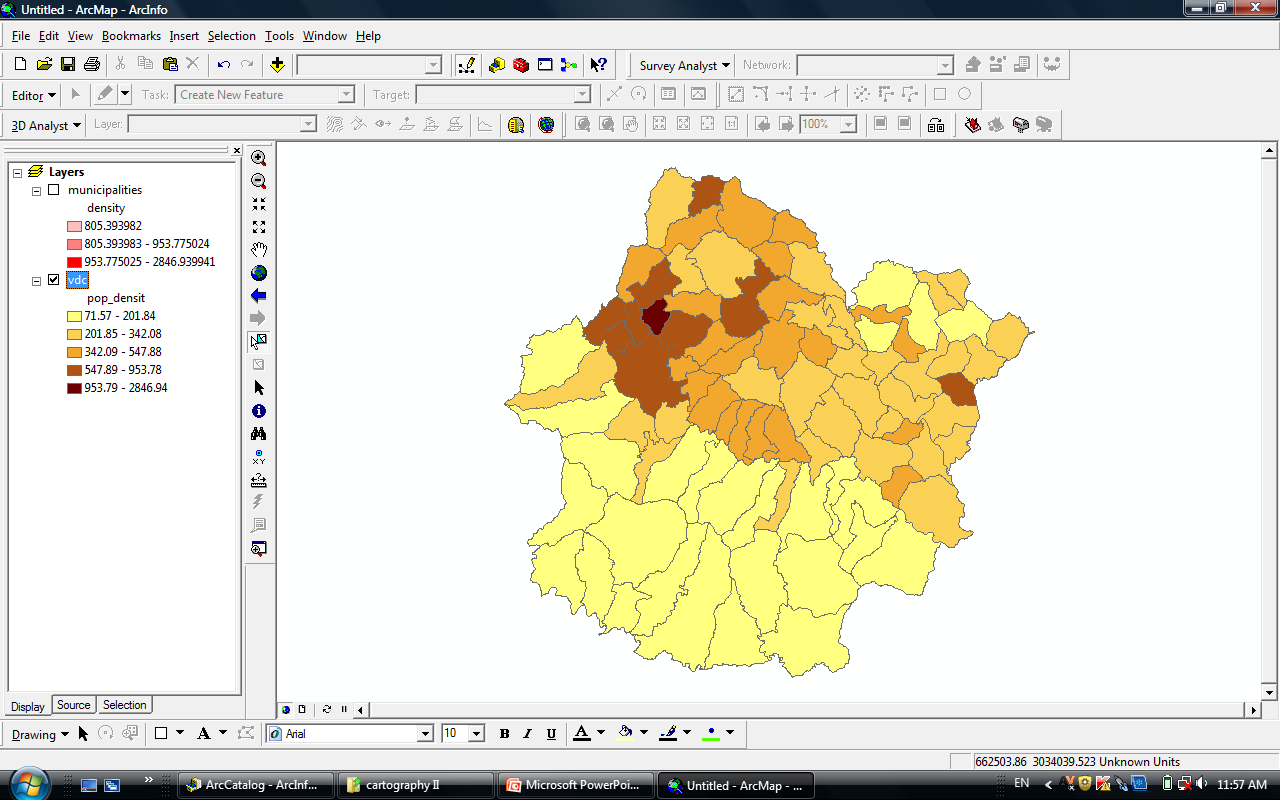 Untitled - ArcMap - ArcInfo
File Edit View Bookmarks Insert Selection Tools Window Help
Survey Analyst Network:
Editor Task: Create New Feature Target:
3D Analyst Layer: 1:1 100%
Layers
municipalities
density
805.393982
805.393983 - 953.775024
953.775025 - 2846.939941
vdc
pop_densit
71.57 - 201.84
201.85 - 342.08
342.09 - 547.88
547.89 - 953.78
953.79 - 2846.94
XY
Display Source Selection
Drawing A Arial 10 B I U A
662503.86 3034039.523 Unknown Units
ArcCatalog - ArcInf... cartography II Microsoft PowerPoi... Untitled - ArcMap - ... EN 11:57 AM